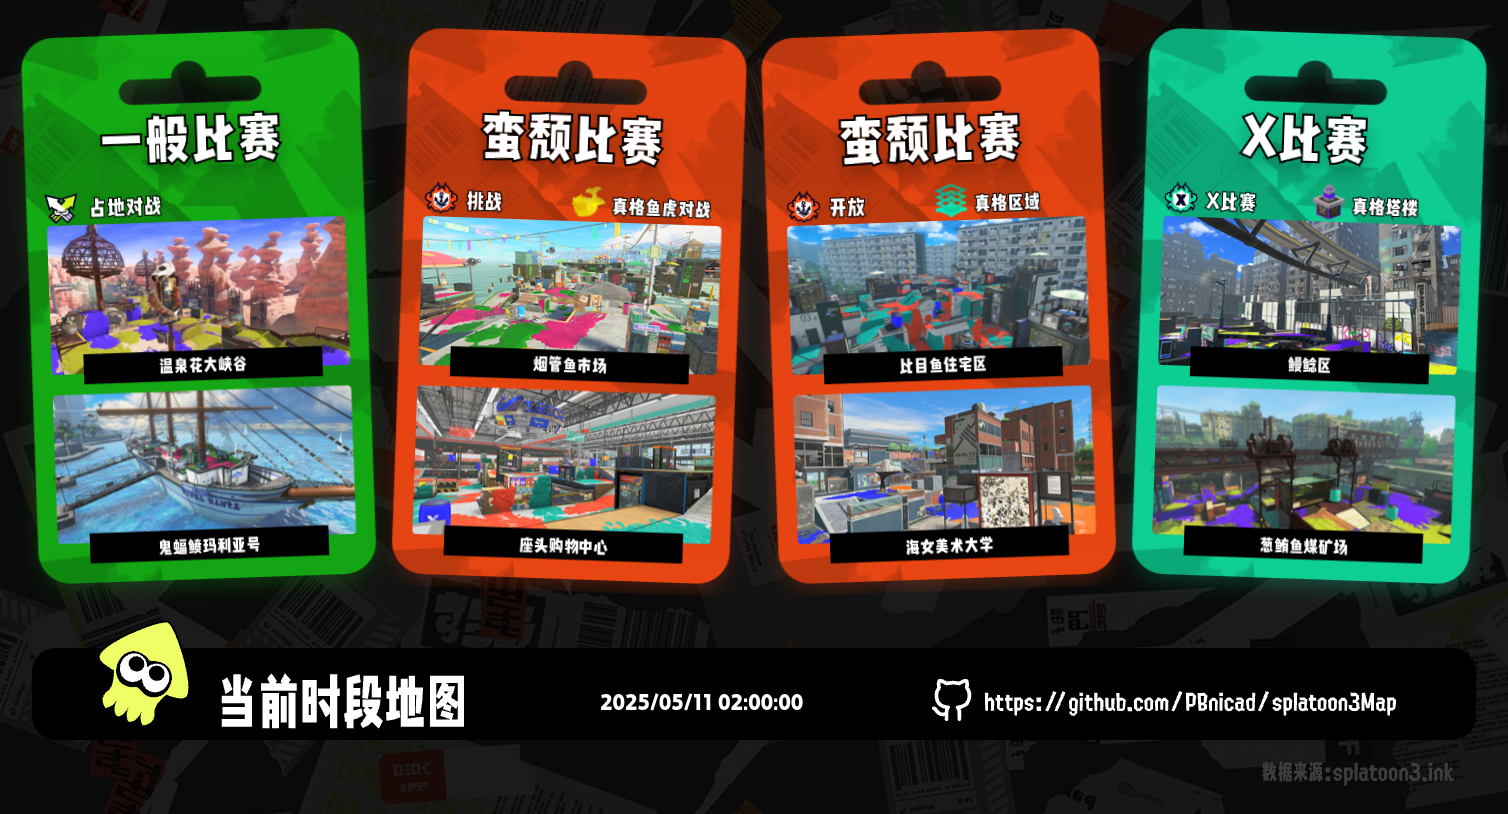 一般比赛
占地对战
温泉花大峡谷
鬼蝠鲼玛利亚号
蛮颓比赛
挑战
真格鱼虎对战
烟管鱼市场
座头购物中心
蛮颓比赛
开放
真格区域
比目鱼住宅区
海女美术大学
X比赛
X比赛
真格塔楼
鳗鲶区
葱鲔鱼煤矿场
当前时段地图
2025/05/11 02:00:00
https://github.com/PBnicad/splatoon3Map
数据来源:splatoon3.ink